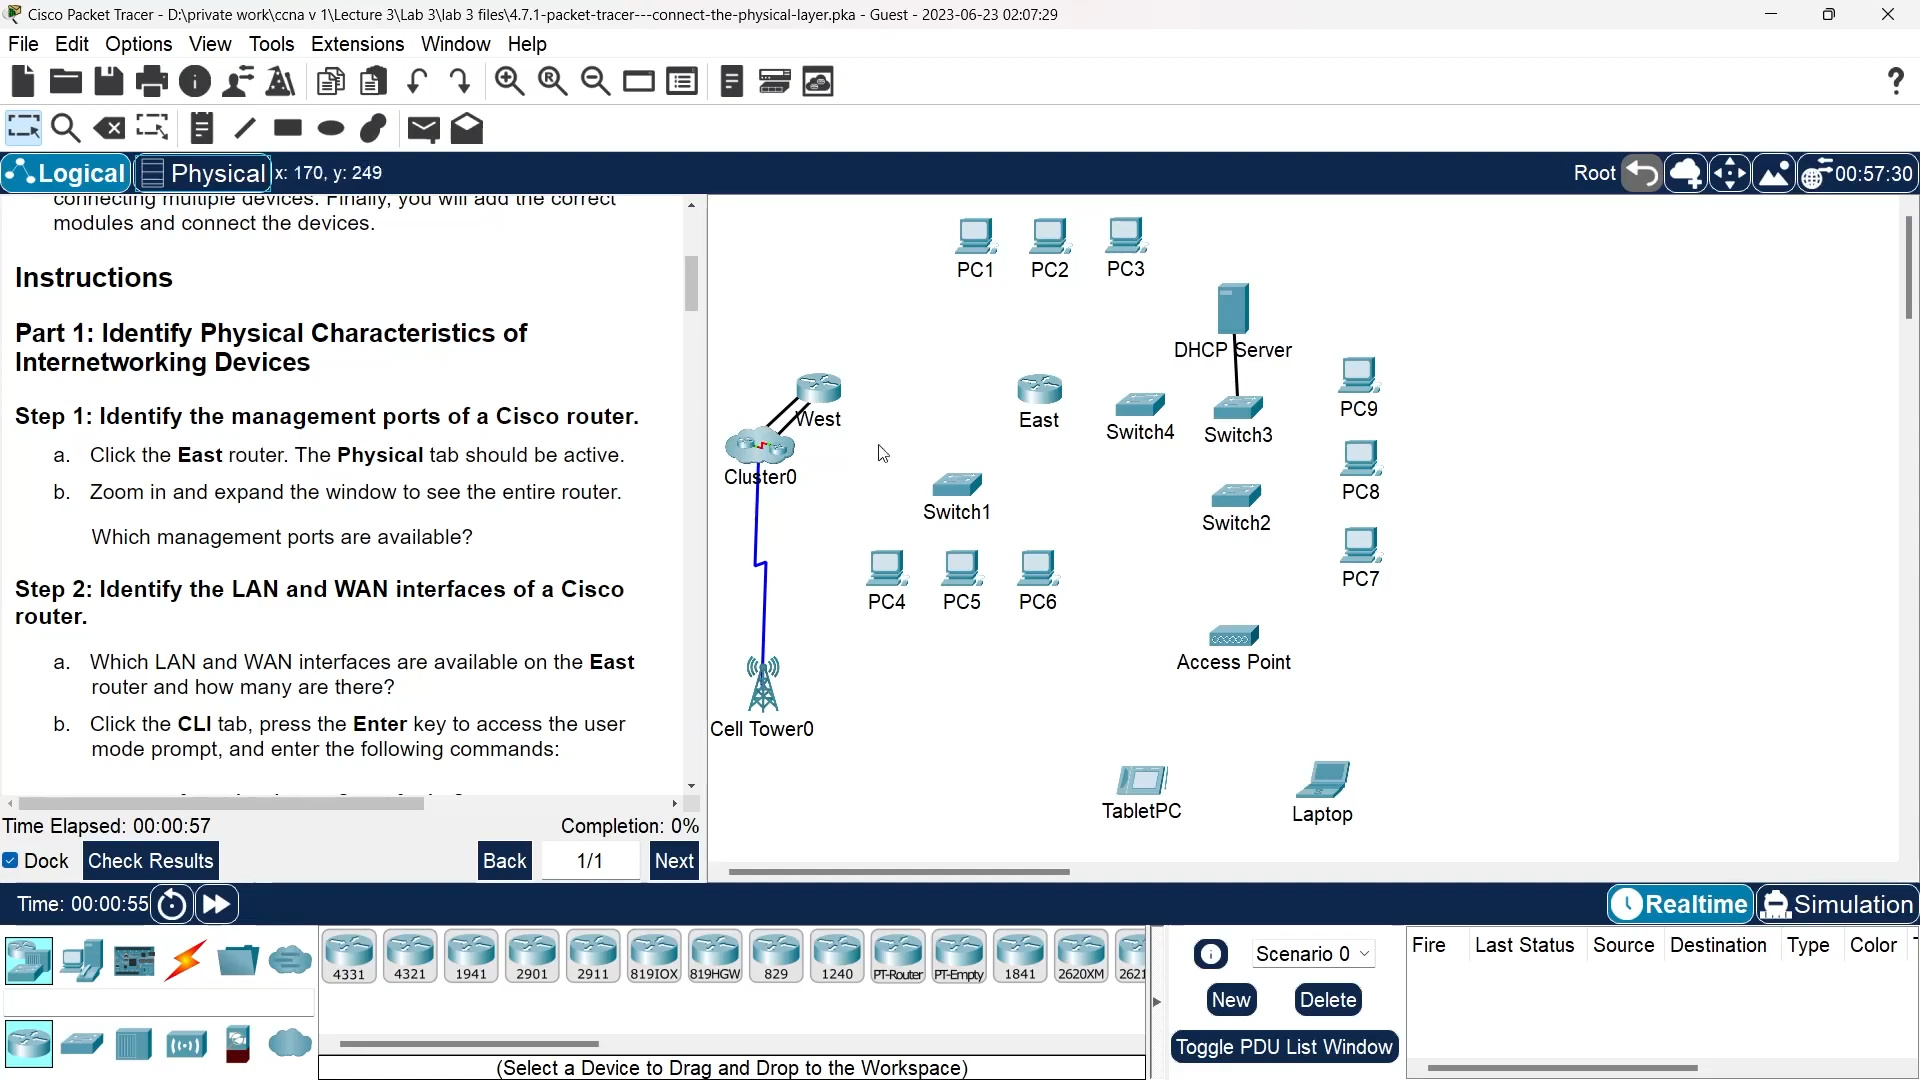 Cisco Packet Tracer - D:\private work\ccna v 1\Lecture 3\Lab 3\lab 3 files\4.7.1-packet-tracer---connect-the-physical-layer.pka - Guest - 2023-06-23 02:07:29
File Edit Options View Tools Extensions Window Help
Logical Physical x: 170, y: 249 Root 00:57:30
connecting multiple devices. Finally, you will add the correct
modules and connect the devices.
Instructions
Part 1: Identify Physical Characteristics of
Internetworking Devices
Step 1: Identify the management ports of a Cisco router.
a. Click the East router. The Physical tab should be active.
b. Zoom in and expand the window to see the entire router.
Which management ports are available?
Step 2: Identify the LAN and WAN interfaces of a Cisco
router.
a. Which LAN and WAN interfaces are available on the East
router and how many are there?
b. Click the CLI tab, press the Enter key to access the user
mode prompt, and enter the following commands:
PC1 PC2 PC3
DHCP Server
PC9
West East Switch4 Switch3
Cluster0
PC8
Switch1 Switch2
PC7
PC4 PC5 PC6
Access Point
Cell Tower0
TabletPC Laptop
Time Elapsed: 00:00:57 Completion: 0%
Dock Check Results Back 1/1 Next
Time: 00:00:55 Realtime Simulation
4331 4321 1941 2901 2911 819IOX 819HGW 829 1240 PT-Router PT-Empty 1841 2620XM 2621
Scenario 0
New Delete
Toggle PDU List Window
Fire Last Status Source Destination Type Color
(Select a Device to Drag and Drop to the Workspace)